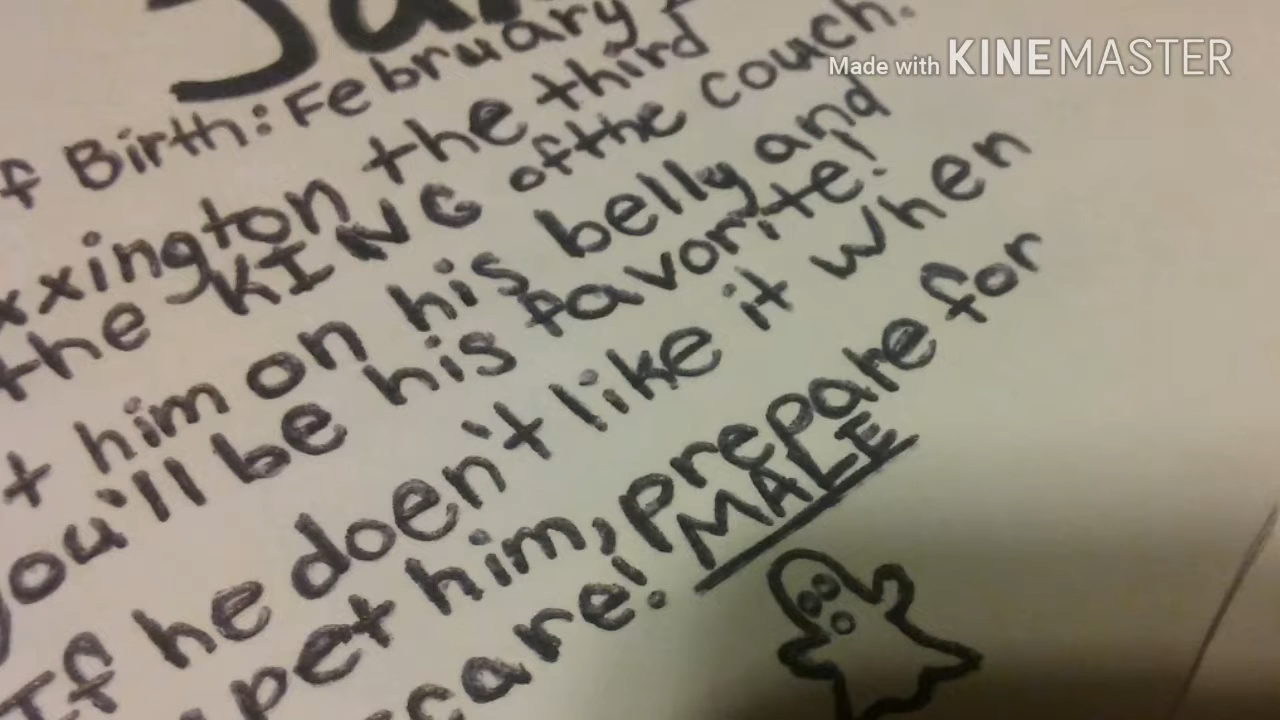 Made with KINEMASTER
f Birth: February
xxington the third
the KING of the couch.
t him on his belly and
you'll be his favorite!
If he doen't like it when
pet him, prepare for
care!
MALE